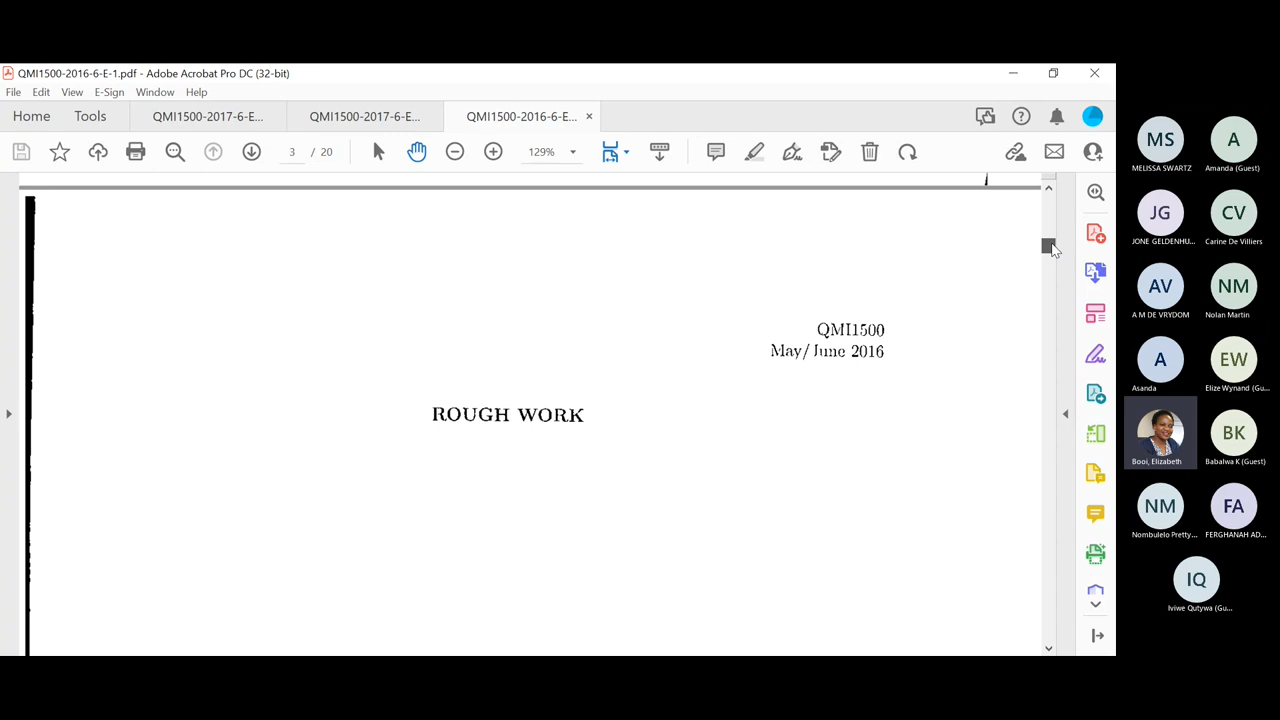 QMI1500-2016-6-E-1.pdf - Adobe Acrobat Pro DC (32-bit)
File Edit View E-Sign Window Help
Home Tools QMI1500-2017-6-E... QMI1500-2017-6-E... QMI1500-2016-6-E... ×
3 / 20 129%
QMI1500
May/June 2016
ROUGH WORK
MS A
MELISSA SWARTZ Amanda (Guest)
JG CV
JONE GELDENHU... Carine De Villiers
AV NM
A M DE VRYDOM Nolan Martin
A EW
Asanda Elize Wynand (Gu...
BK
Booi, Elizabeth Babalwa K (Guest)
NM FA
Nombulelo Pretty... FERGHANAH AD...
IQ
Iviwe Qutywa (Gu...